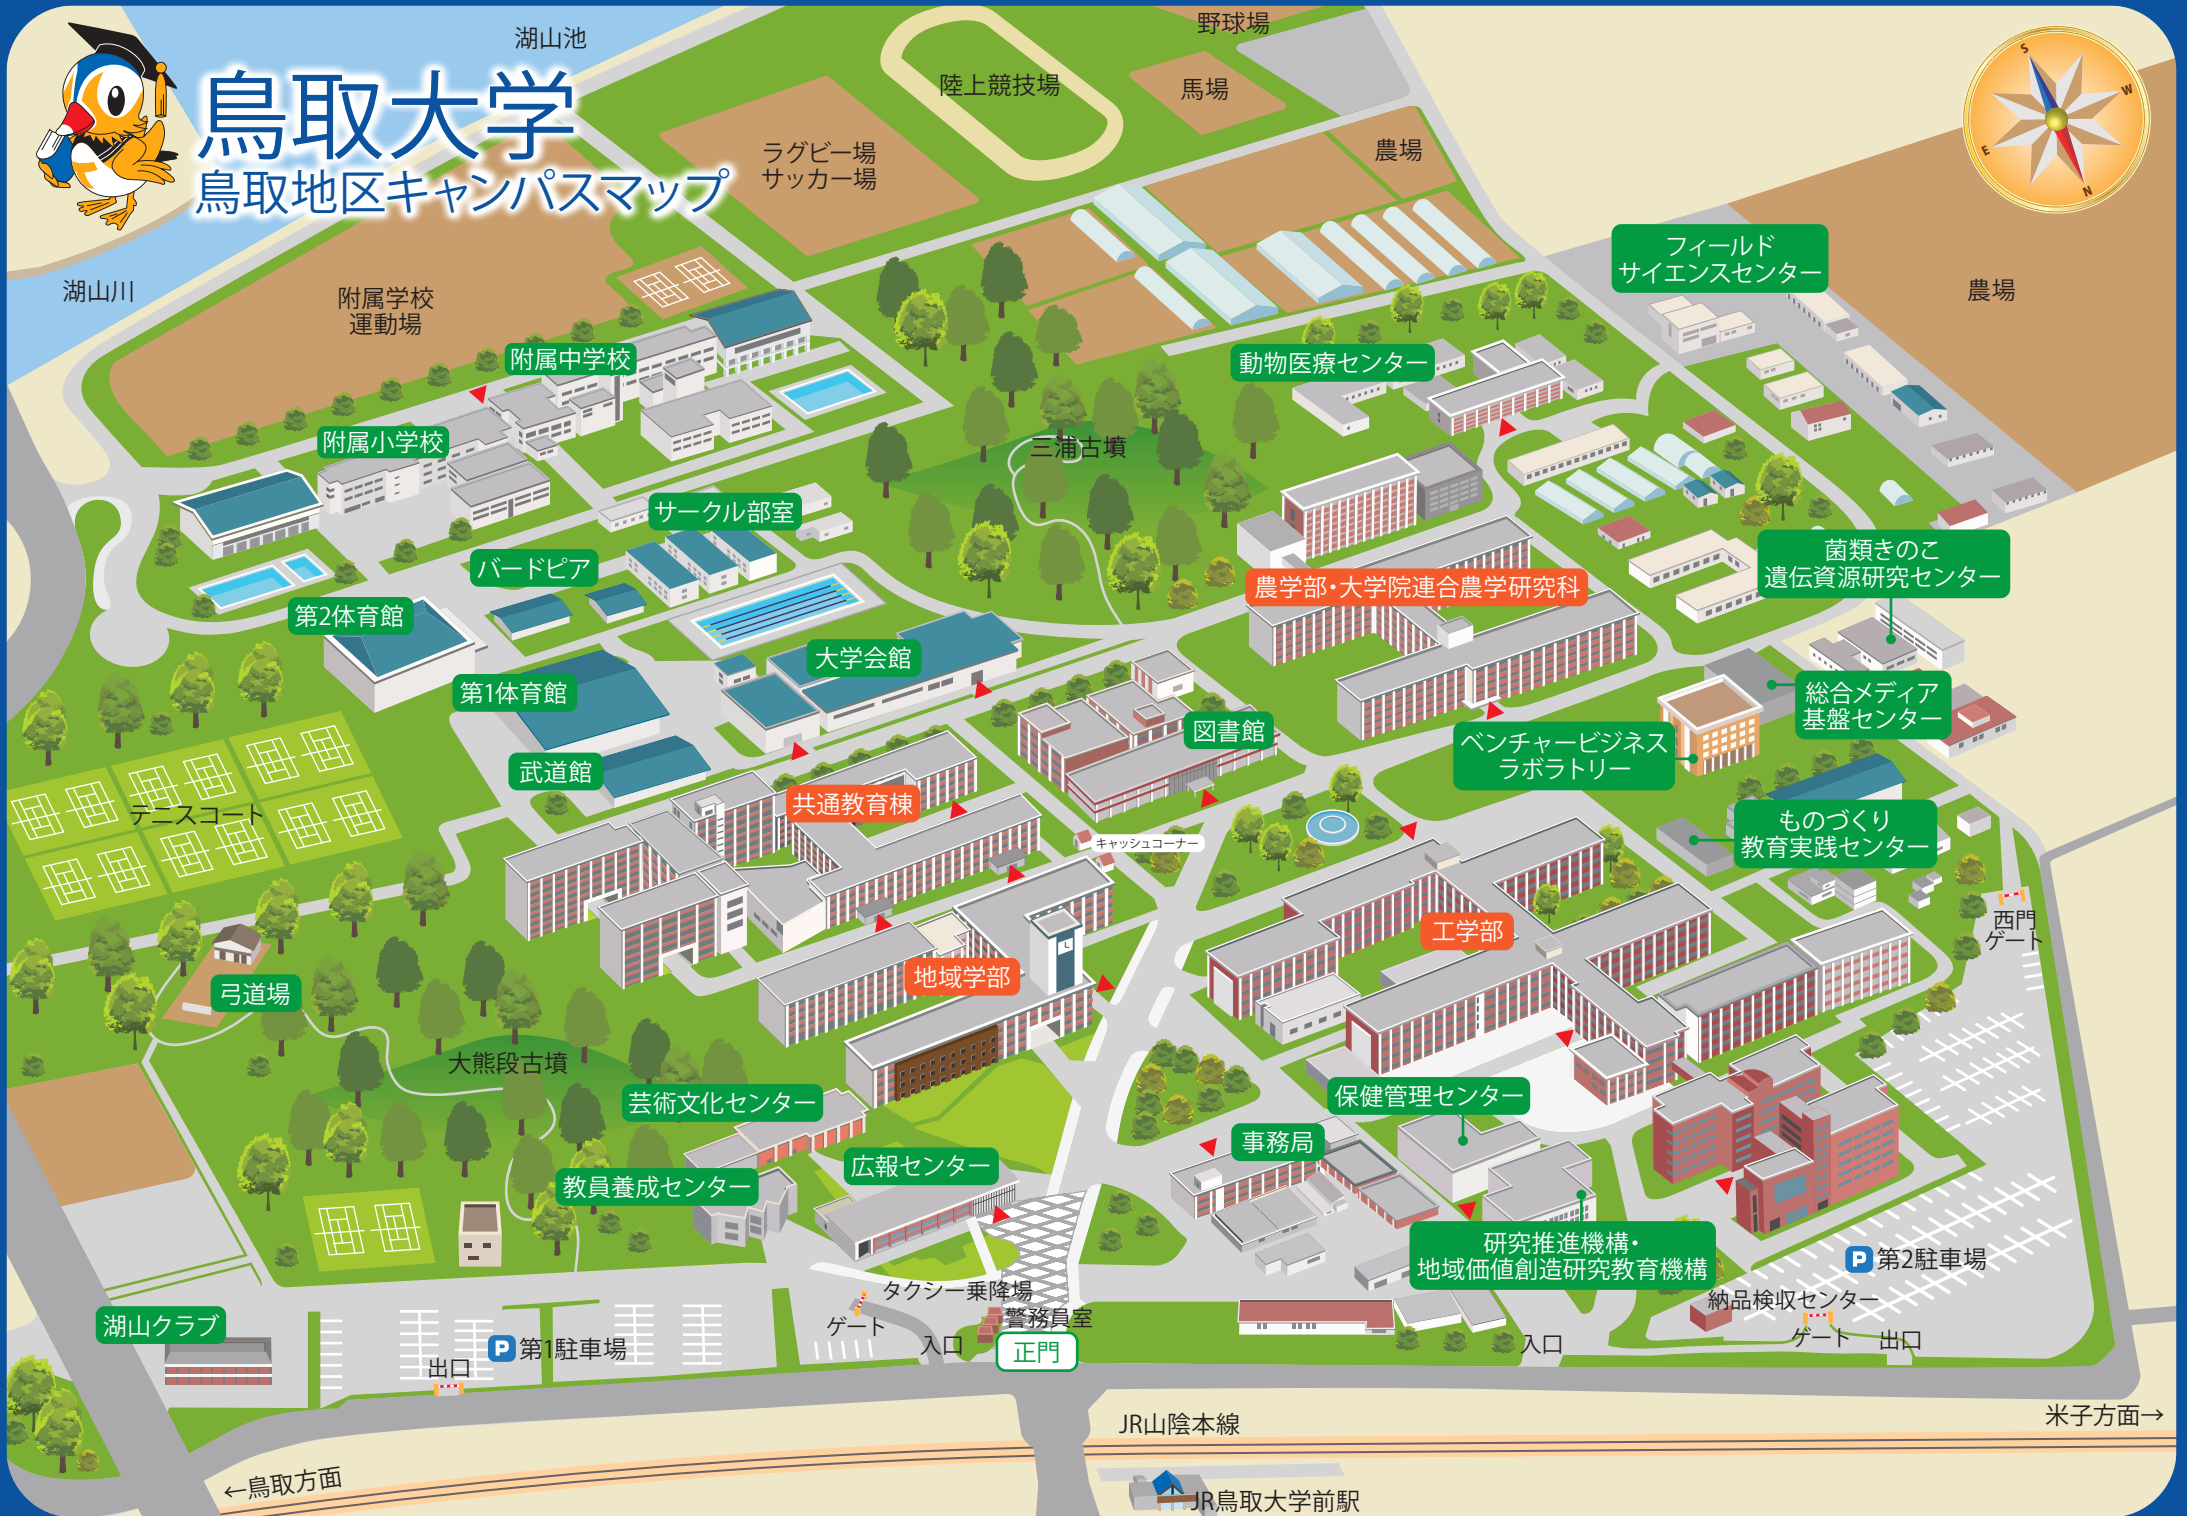 鳥取大学
鳥取地区キャンパスマップ
湖山池
野球場
陸上競技場
馬場
S
W
E
N
ラグビー場
サッカー場
農場
フィールド
サイエンスセンター
湖山川
附属学校
運動場
農場
附属中学校
動物医療センター
附属小学校
三浦古墳
サークル部室
バードピア
菌類きのこ
遺伝資源研究センター
農学部・大学院連合農学研究科
第2体育館
大学会館
第1体育館
総合メディア
基盤センター
図書館
ベンチャービジネス
ラボラトリー
武道館
共通教育棟
テニスコート
ものづくり
教育実践センター
キャッシュコーナー
西門
ゲート
工学部
地域学部
弓道場
大熊段古墳
芸術文化センター
保健管理センター
事務局
広報センター
教員養成センター
研究推進機構・
地域価値創造研究教育機構
P 第2駐車場
タクシー乗降場
納品検収センター
警務員室
湖山クラブ
ゲート
入口
正門
入口
ゲート
出口
P 第1駐車場
出口
JR山陰本線
米子方面→
←鳥取方面
JR鳥取大学前駅